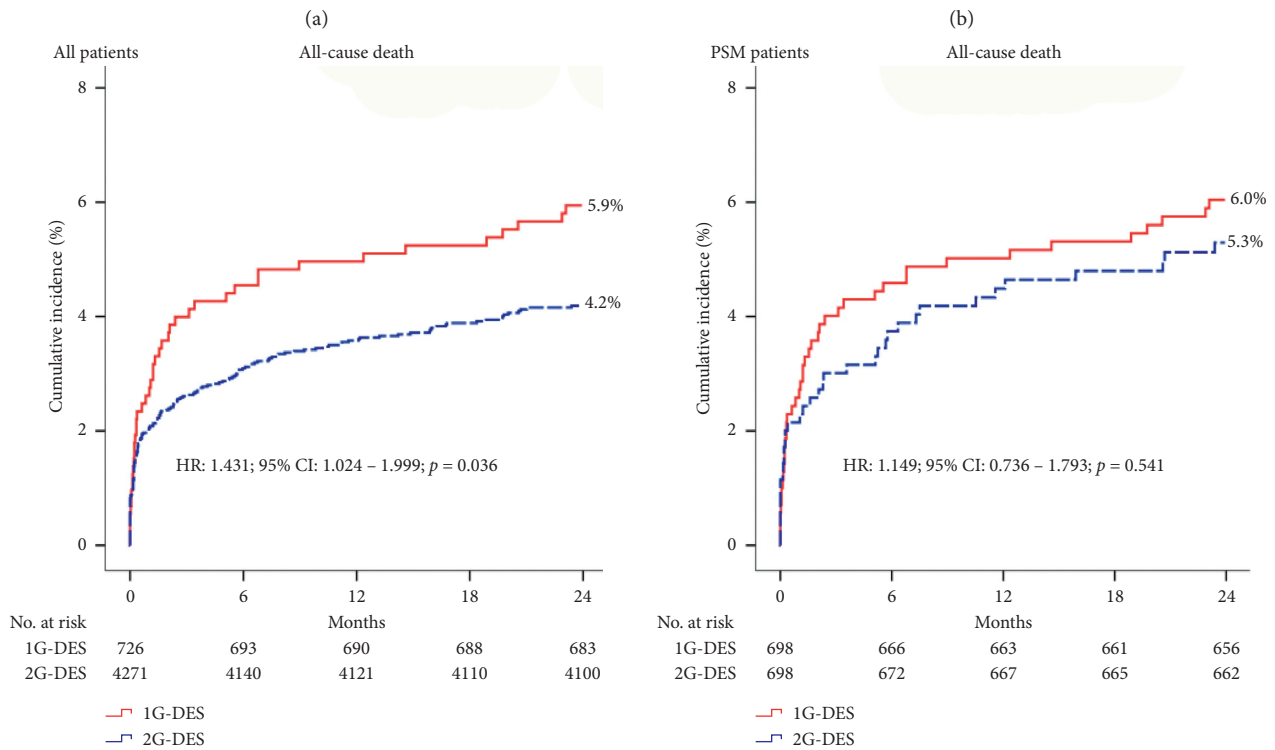 (a)
All patients
All-cause death
8
6
4
2
0
Cumulative incidence (%)
5.9%
4.2%
HR: 1.431; 95% CI: 1.024 – 1.999; p = 0.036
0 6 12 18 24
No. at risk
Months
1G-DES 726 693 690 688 683
2G-DES 4271 4140 4121 4110 4100
1G-DES
2G-DES
(b)
PSM patients
All-cause death
8
6
4
2
0
Cumulative incidence (%)
6.0%
5.3%
HR: 1.149; 95% CI: 0.736 – 1.793; p = 0.541
0 6 12 18 24
No. at risk
Months
1G-DES 698 666 663 661 656
2G-DES 698 672 667 665 662
1G-DES
2G-DES